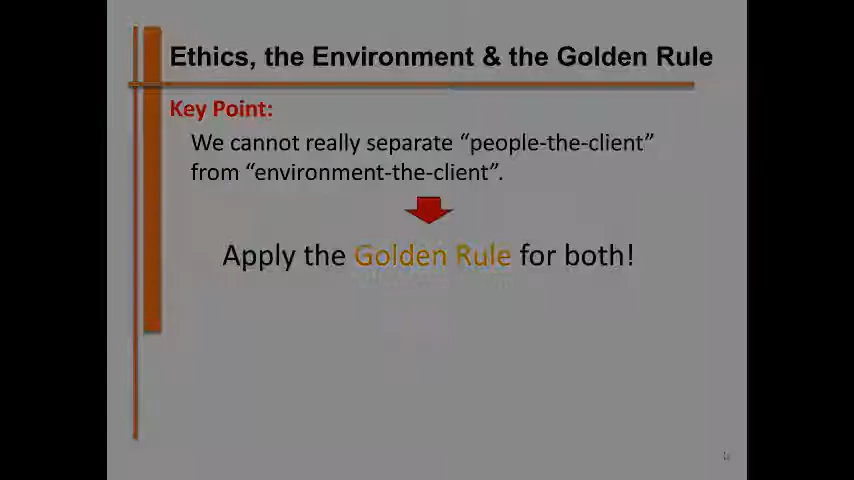 Ethics, the Environment & the Golden Rule
Key Point:
We cannot really separate “people-the-client”
from “environment-the-client”.
Apply the Golden Rule for both!